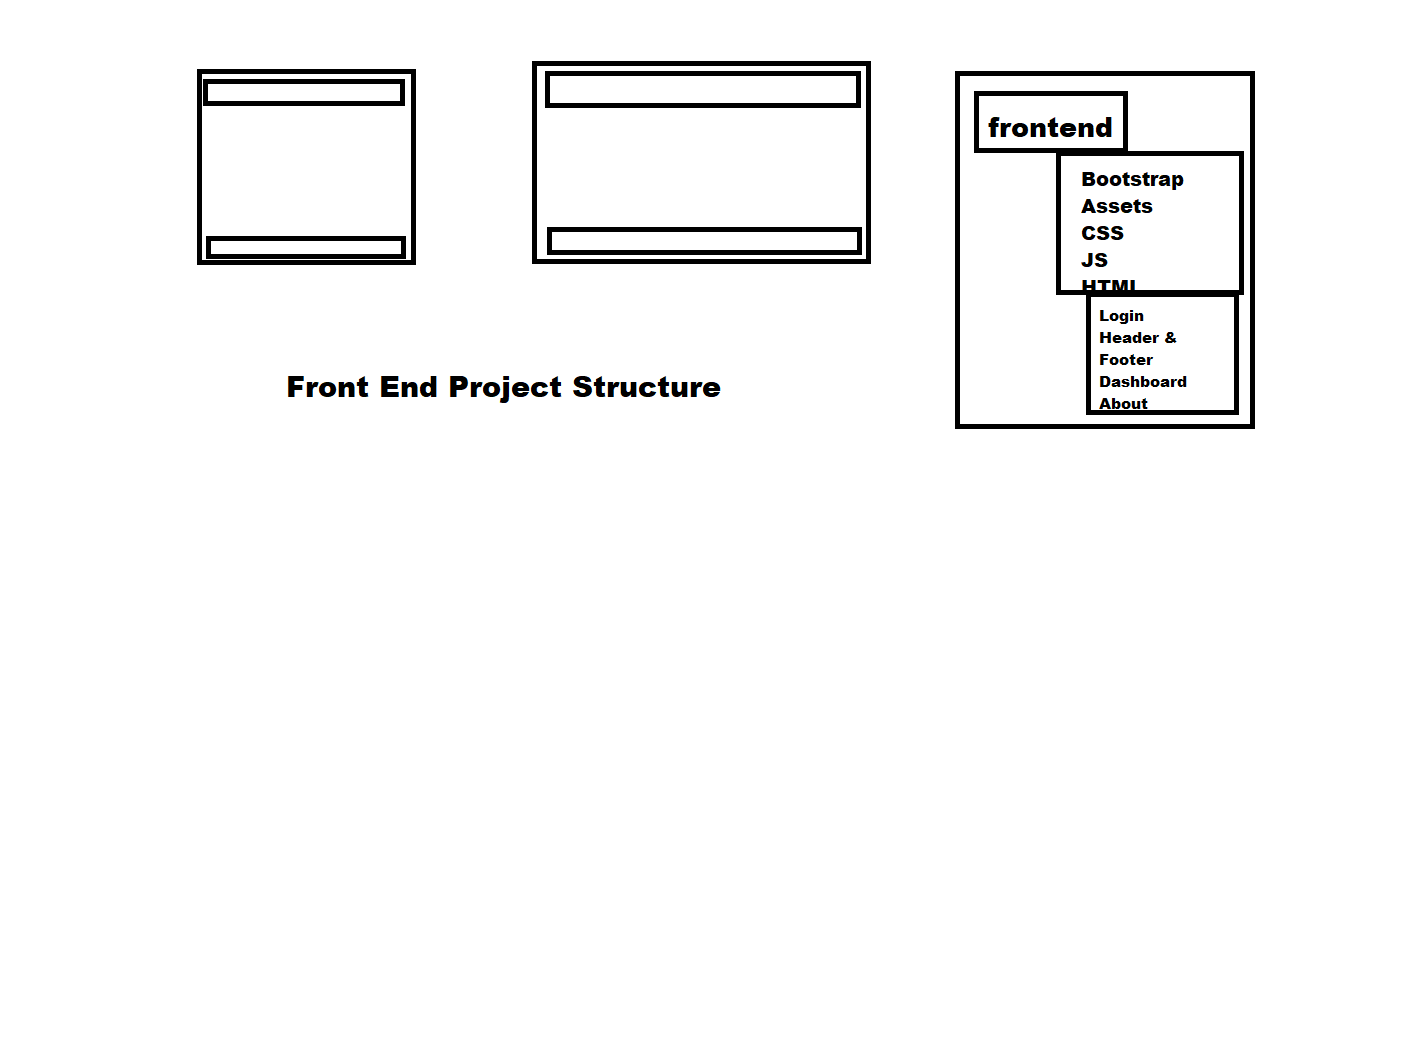 frontend
Bootstrap
Assets
CSS
JS
HTML
Login
Header &
Footer
Dashboard
About
Front End Project Structure